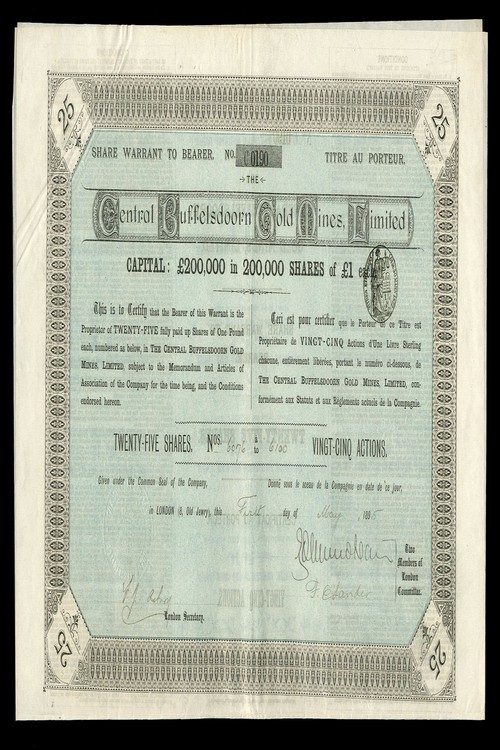 25
25
SHARE WARRANT TO BEARER. No. C 0190 TITRE AU PORTEUR.
THE
Central Buffelsdoorn Gold Mines, Limited
CAPITAL: £200,000 in 200,000 SHARES of £1
This is to Certify that the Bearer of this Warrant is the
Proprietor of TWENTY-FIVE fully paid up Shares of One Pound
each, numbered as below, in THE CENTRAL BUFFELSDOORN GOLD
MINES, LIMITED, subject to the Memorandum and Articles of
Association of the Company for the time being, and the Conditions
endorsed hereon.
Ceci est pour certifier que le Porteur de ce Titre est
Propriétaire de VINGT-CINQ Actions d'Une Livre Sterling
chacune, entièrement libérées, portant le numéro ci-dessous, de
THE CENTRAL BUFFELSDOORN GOLD MINES, LIMITED, con-
formément aux Statuts et aux Réglements actuels de la Compagnie.
TWENTY-FIVE SHARES. Nos to 6100 VINGT-CINQ ACTIONS.
Given under the Common Seal of the Company, Donné sous le sceau de la Compagnie en date de ce jour,
in LONDON (8, Old Jewry), this First day of May 1895
Two
Members of
London
Committee.
London Secretary.
25
25